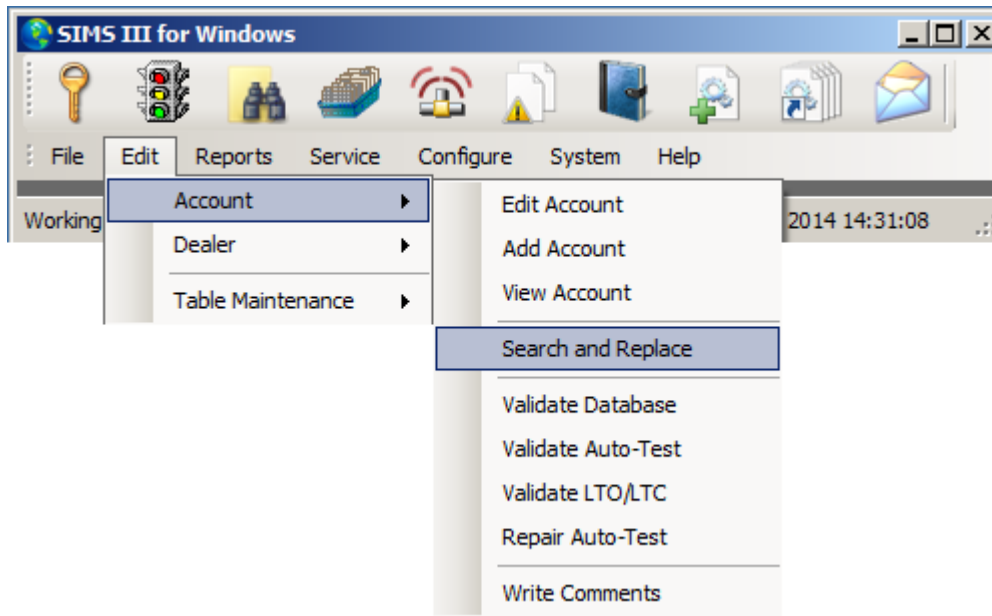 SIMS III for Windows
File Edit Reports Service Configure System Help
Working
2014 14:31:08
Account
Dealer
Table Maintenance
Edit Account
Add Account
View Account
Search and Replace
Validate Database
Validate Auto-Test
Validate LTO/LTC
Repair Auto-Test
Write Comments